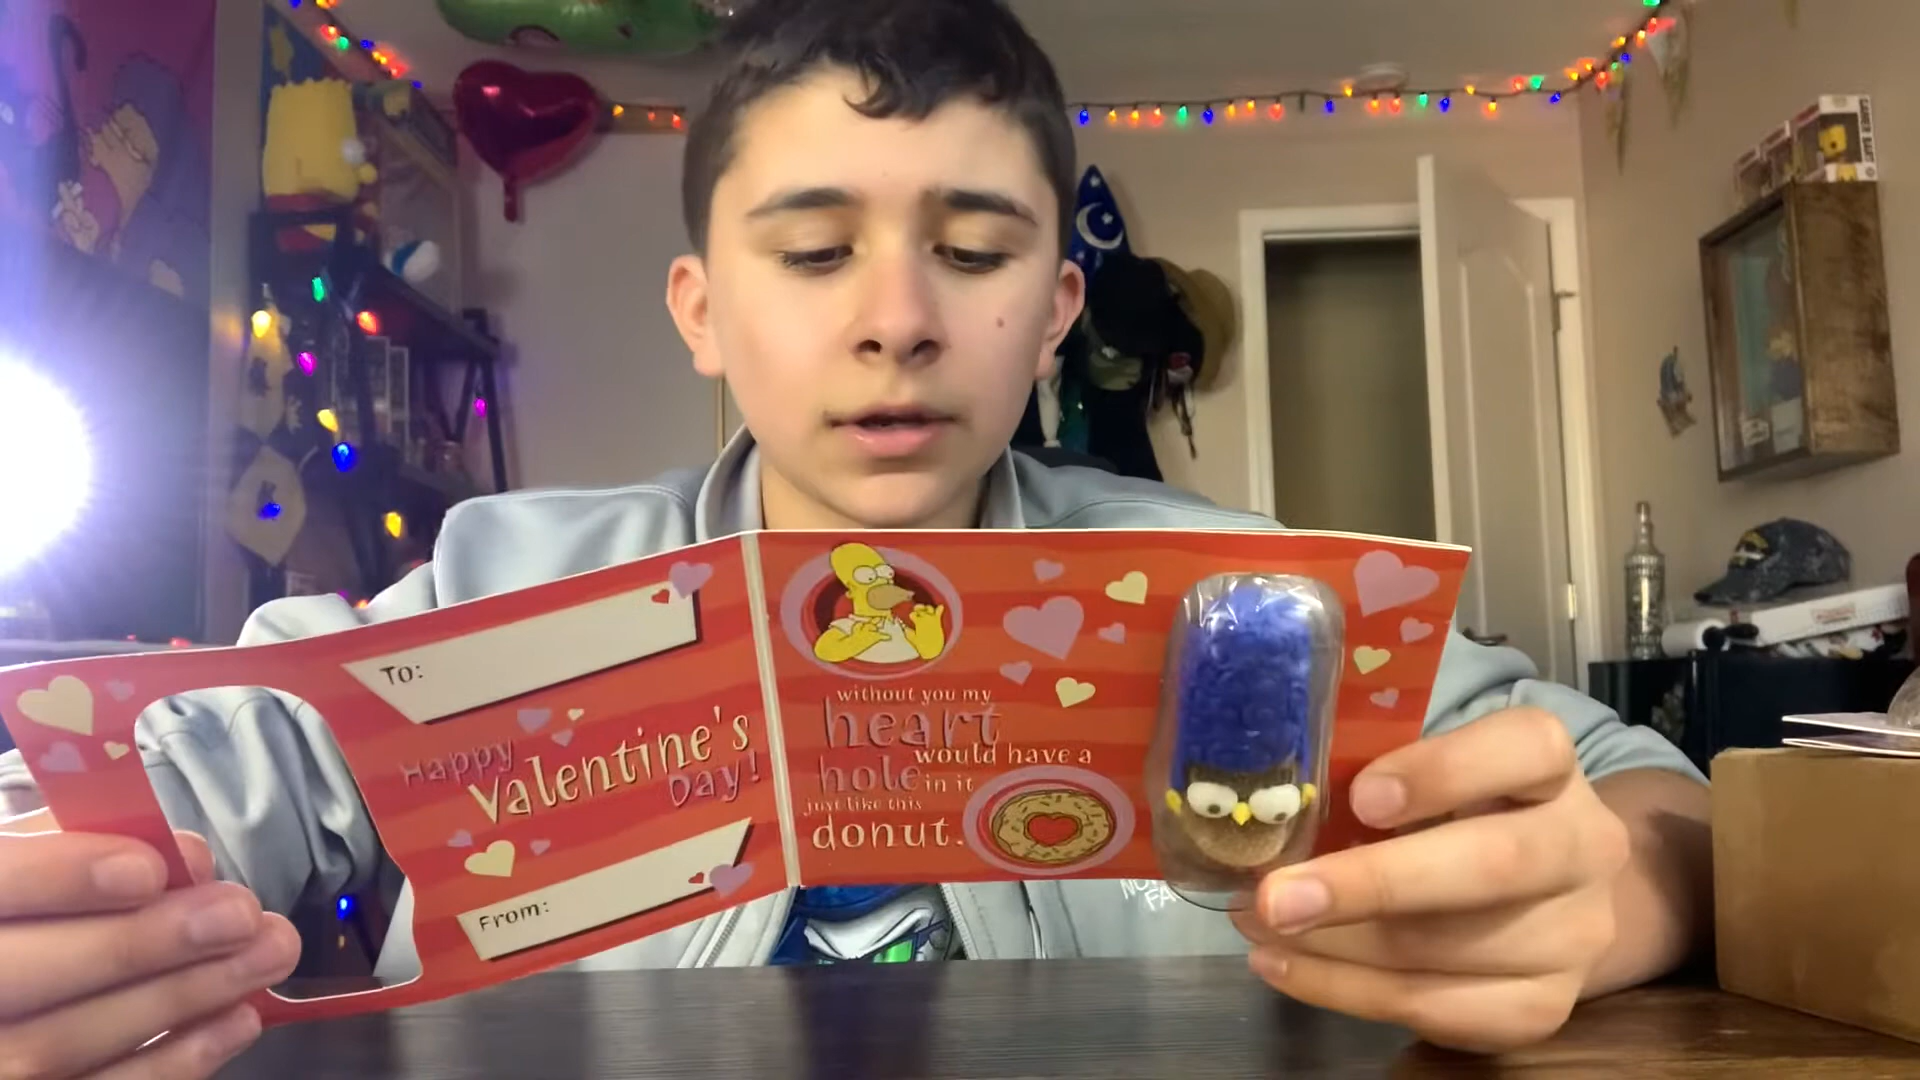 To:
Happy
Valentine's
Day!
From:
without you my
heart
would have a
hole in it
just like this
donut.